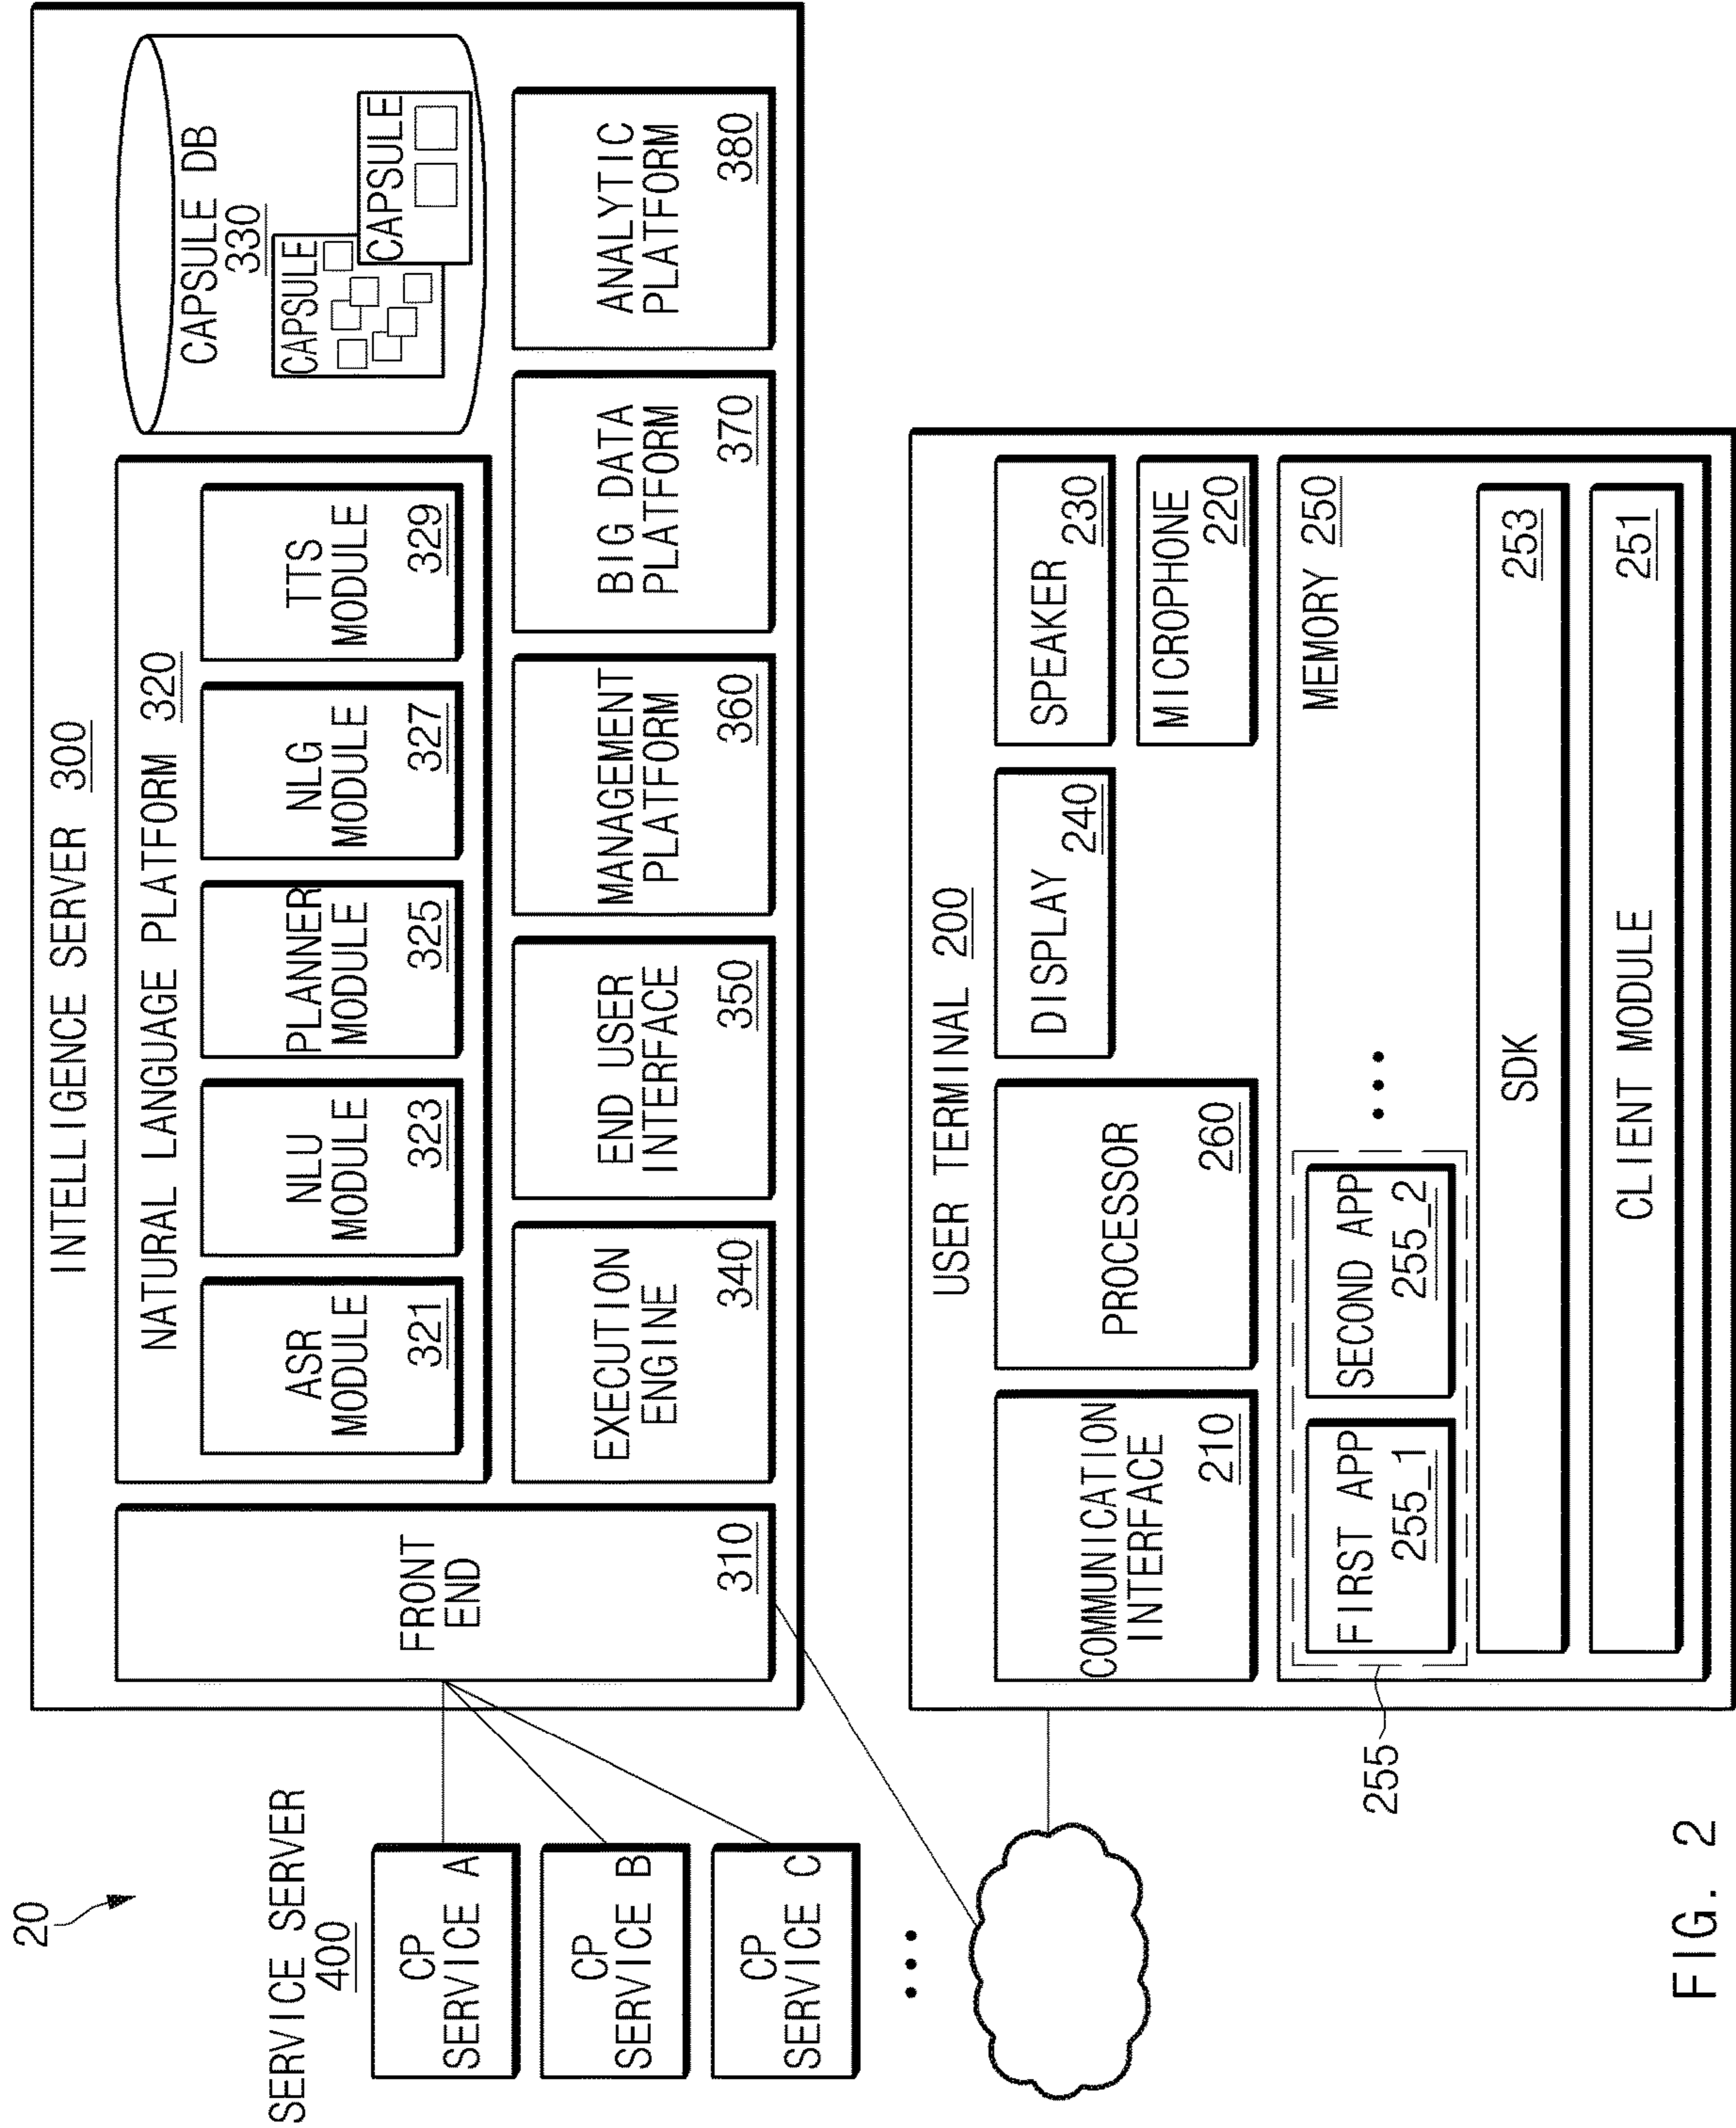 20
SERVICE SERVER
400
CP
SERVICE A
CP
SERVICE B
CP
SERVICE C
INTELLIGENCE SERVER 300
FRONT
END
310
NATURAL LANGUAGE PLATFORM 320
ASR
MODULE
321
NLU
MODULE
323
PLANNER
MODULE
325
NLG
MODULE
327
TTS
MODULE
329
CAPSULE DB
330
CAPSULE
CAPSULE
EXECUTION
ENGINE
340
END USER
INTERFACE
350
MANAGEMENT
PLATFORM
360
BIG DATA
PLATFORM
370
ANALYTIC
PLATFORM
380
USER TERMINAL 200
COMMUNICATION
INTERFACE
210
PROCESSOR
260
DISPLAY
240
SPEAKER
230
MICROPHONE
220
MEMORY 250
FIRST APP
255_1
SECOND APP
255_2
255
SDK
253
CLIENT MODULE
251
FIG. 2